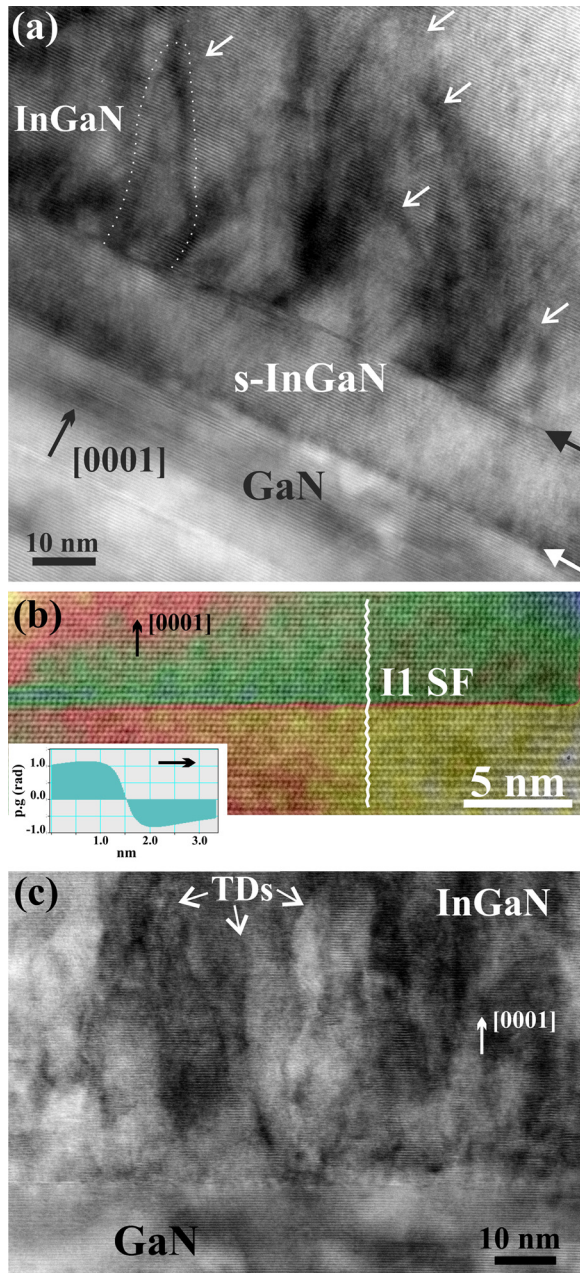 (a)
InGaN
s-InGaN
[0001]
GaN
10 nm
(b)
[0001]
I1 SF
5 nm
p.g (rad)
1.0
0.0
-1.0
1.0 2.0 3.0
nm
(c)
TDs
InGaN
[0001]
GaN
10 nm